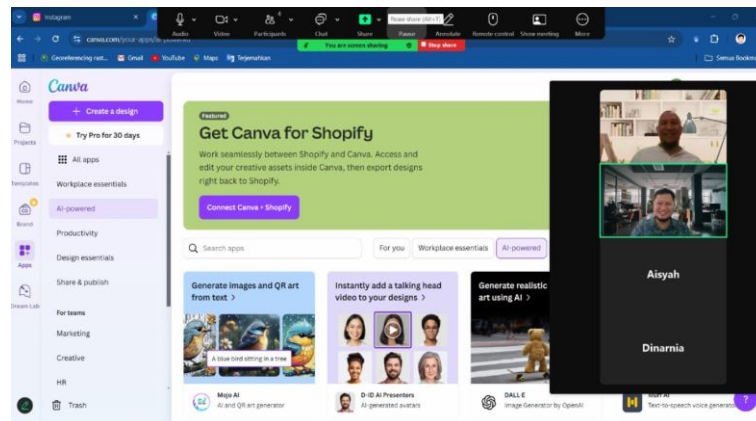 Instagram
Audio
Video
Participants
4
Chat
Share
Pause share (Alt+T)
Pause
Annotate
Remote control
Show meeting
More
canva.com/your-apps/ai-powered
You are screen sharing
Stop share
Georeferencing rast...
Gmail
YouTube
Maps
Terjemahkan
Semua Bookm
Home
Projects
Templates
Brand
Apps
Dream Lab
Canva
+ Create a design
Try Pro for 30 days
All apps
Workplace essentials
AI-powered
Productivity
Design essentials
Share & publish
For teams
Marketing
Creative
HR
Trash
Featured
Get Canva for Shopify
Work seamlessly between Shopify and Canva. Access and
edit your creative assets inside Canva, then export designs
right back to Shopify.
Connect Canva + Shopify
Search apps
For you
Workplace essentials
AI-powered
Generate images and QR art
from text >
A blue bird sitting in a tree
Mojo AI
AI and QR art generator
Instantly add a talking head
video to your designs >
D-ID AI Presenters
AI-generated avatars
Generate realistic
art using AI >
DALL·E
Image Generator by OpenAI
Text-to-speech voice generato
?
Aisyah
Dinarnia